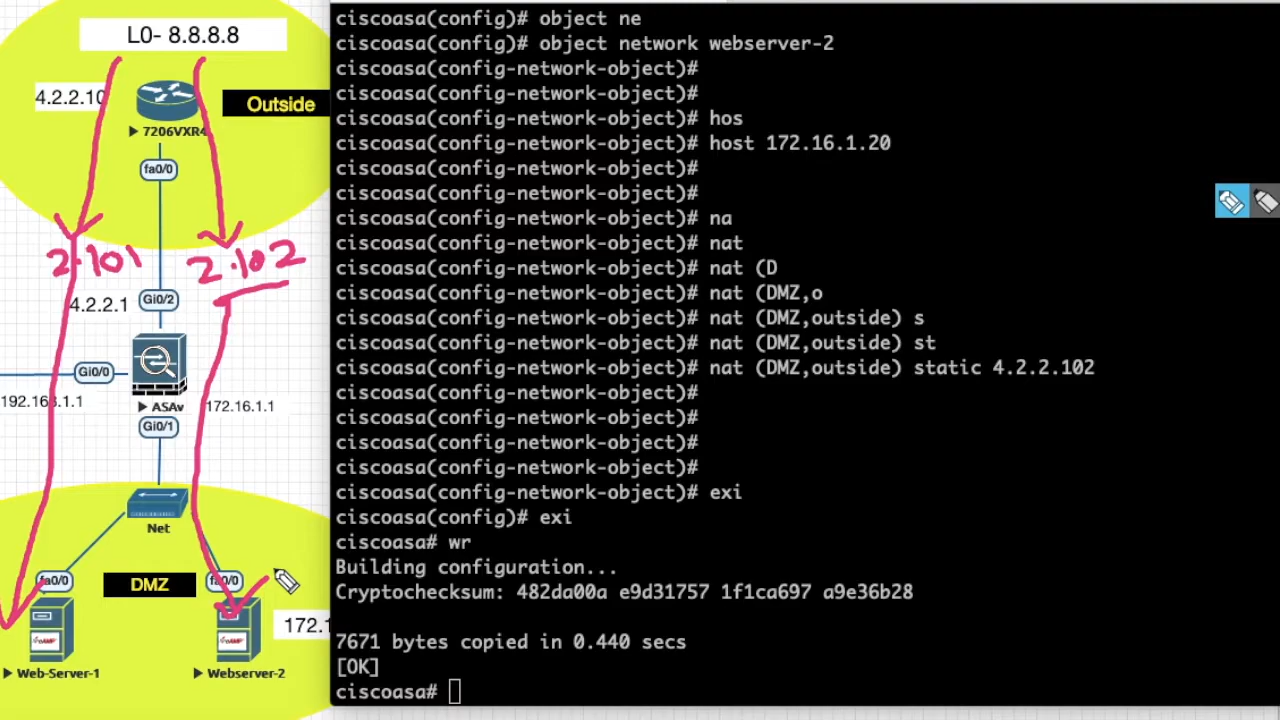 L0- 8.8.8.8
4.2.2.10
Outside
7206VXR4
fa0/0
2.101
2.102
4.2.2.1
Gi0/2
Gi0/0
192.168.1.1
ASAv
172.16.1.1
Gi0/1
Net
fa0/0
DMZ
fa0/0
172.1
Web-Server-1
Webserver-2
ciscoasa(config)# object ne
ciscoasa(config)# object network webserver-2
ciscoasa(config-network-object)#
ciscoasa(config-network-object)#
ciscoasa(config-network-object)# hos
ciscoasa(config-network-object)# host 172.16.1.20
ciscoasa(config-network-object)#
ciscoasa(config-network-object)#
ciscoasa(config-network-object)# na
ciscoasa(config-network-object)# nat
ciscoasa(config-network-object)# nat (D
ciscoasa(config-network-object)# nat (DMZ,o
ciscoasa(config-network-object)# nat (DMZ,outside) s
ciscoasa(config-network-object)# nat (DMZ,outside) st
ciscoasa(config-network-object)# nat (DMZ,outside) static 4.2.2.102
ciscoasa(config-network-object)#
ciscoasa(config-network-object)#
ciscoasa(config-network-object)#
ciscoasa(config-network-object)#
ciscoasa(config-network-object)# exi
ciscoasa(config)# exi
ciscoasa# wr
Building configuration...
Cryptochecksum: 482da00a e9d31757 1f1ca697 a9e36b28
7671 bytes copied in 0.440 secs
[OK]
ciscoasa#